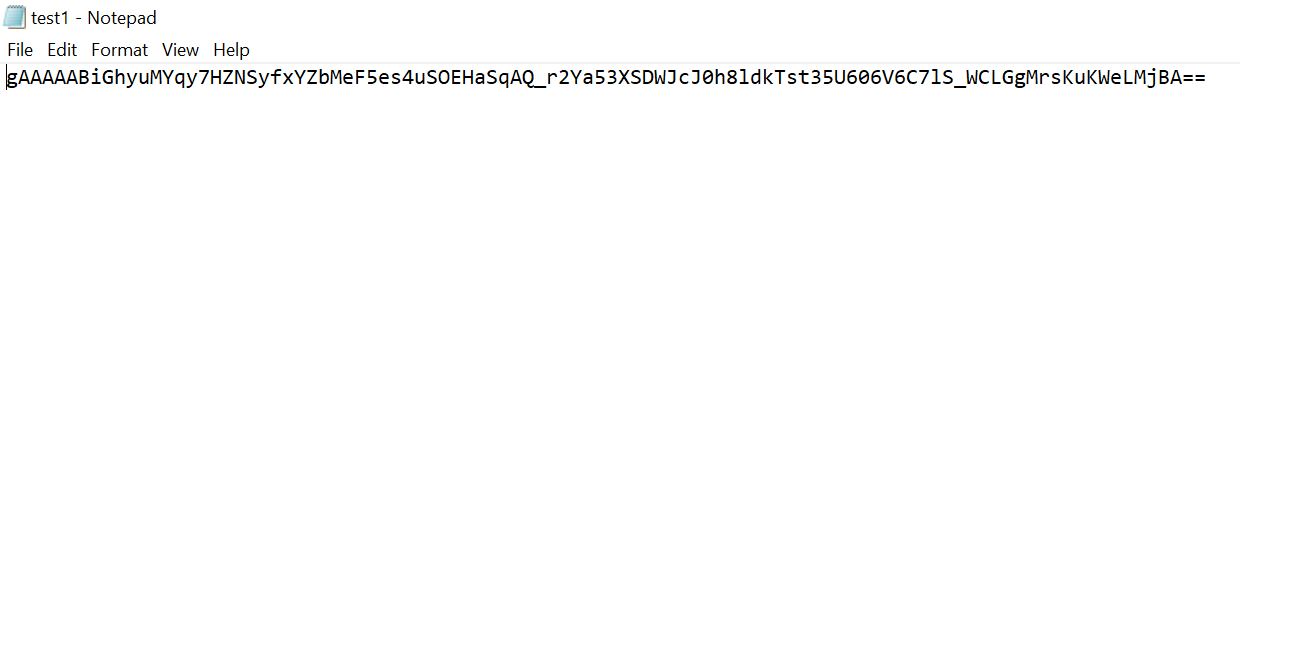 test1 - Notepad
File Edit Format View Help
gAAAAABiGhyuMYqy7HZNSyfxYZbMeF5es4uSOEHaSqAQ_r2Ya53XSDWJcJ0h8ldkTst35U606V6C7lS_WCLGgMrsKuKWeLMjBA==